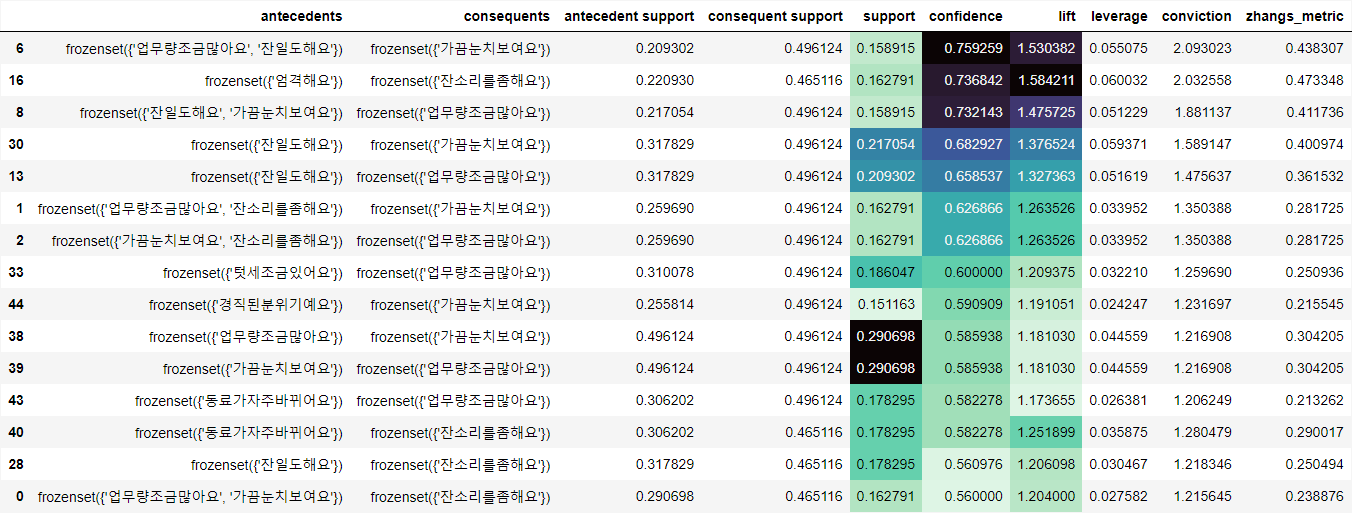 antecedents consequents antecedent support consequent support support confidence lift leverage conviction zhangs_metric
6 frozenset({'업무량조금많아요', '잔일도해요'}) frozenset({'가끔눈치보여요'}) 0.209302 0.496124 0.158915 0.759259 1.530382 0.055075 2.093023 0.438307
16 frozenset({'엄격해요'}) frozenset({'잔소리를좀해요'}) 0.220930 0.465116 0.162791 0.736842 1.584211 0.060032 2.032558 0.473348
8 frozenset({'잔일도해요', '가끔눈치보여요'}) frozenset({'업무량조금많아요'}) 0.217054 0.496124 0.158915 0.732143 1.475725 0.051229 1.881137 0.411736
30 frozenset({'잔일도해요'}) frozenset({'가끔눈치보여요'}) 0.317829 0.496124 0.217054 0.682927 1.376524 0.059371 1.589147 0.400974
13 frozenset({'잔일도해요'}) frozenset({'업무량조금많아요'}) 0.317829 0.496124 0.209302 0.658537 1.327363 0.051619 1.475637 0.361532
1 frozenset({'업무량조금많아요', '잔소리를좀해요'}) frozenset({'가끔눈치보여요'}) 0.259690 0.496124 0.162791 0.626866 1.263526 0.033952 1.350388 0.281725
2 frozenset({'가끔눈치보여요', '잔소리를좀해요'}) frozenset({'업무량조금많아요'}) 0.259690 0.496124 0.162791 0.626866 1.263526 0.033952 1.350388 0.281725
33 frozenset({'텃세조금있어요'}) frozenset({'업무량조금많아요'}) 0.310078 0.496124 0.186047 0.600000 1.209375 0.032210 1.259690 0.250936
44 frozenset({'경직된분위기예요'}) frozenset({'업무량조금많아요'}) 0.255814 0.496124 0.151163 0.590909 1.191051 0.024247 1.231697 0.215545
38 frozenset({'업무량조금많아요'}) frozenset({'가끔눈치보여요'}) 0.496124 0.496124 0.290698 0.585938 1.181030 0.044559 1.216908 0.304205
39 frozenset({'가끔눈치보여요'}) frozenset({'업무량조금많아요'}) 0.496124 0.496124 0.290698 0.585938 1.181030 0.044559 1.216908 0.304205
43 frozenset({'동료가자주바뀌어요'}) frozenset({'업무량조금많아요'}) 0.306202 0.496124 0.178295 0.582278 1.173655 0.026381 1.206249 0.213262
40 frozenset({'동료가자주바뀌어요'}) frozenset({'잔소리를좀해요'}) 0.306202 0.465116 0.178295 0.582278 1.251899 0.035875 1.280479 0.290017
28 frozenset({'잔일도해요'}) frozenset({'잔소리를좀해요'}) 0.317829 0.465116 0.178295 0.560976 1.206098 0.030467 1.218346 0.250494
0 frozenset({'업무량조금많아요', '가끔눈치보여요'}) frozenset({'잔소리를좀해요'}) 0.290698 0.465116 0.162791 0.560000 1.204000 0.027582 1.215645 0.238876